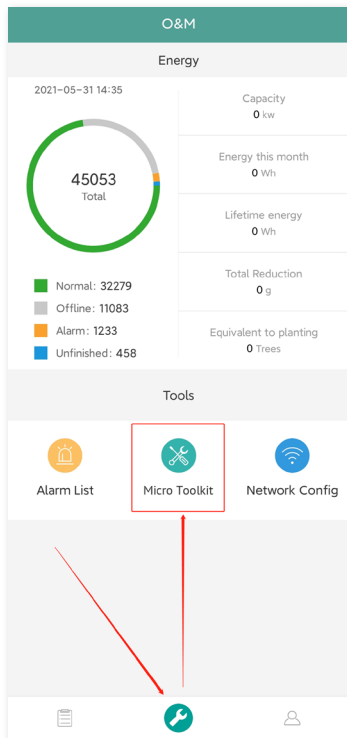 O&M
Energy
2021-05-31 14:35
45053
Total
Normal: 32279
Offline: 11083
Alarm: 1233
Unfinished: 458
Capacity
0 kw
Energy this month
0 Wh
Lifetime energy
0 Wh
Total Reduction
0 g
Equivalent to planting
0 Trees
Tools
Alarm List
Micro Toolkit
Network Config